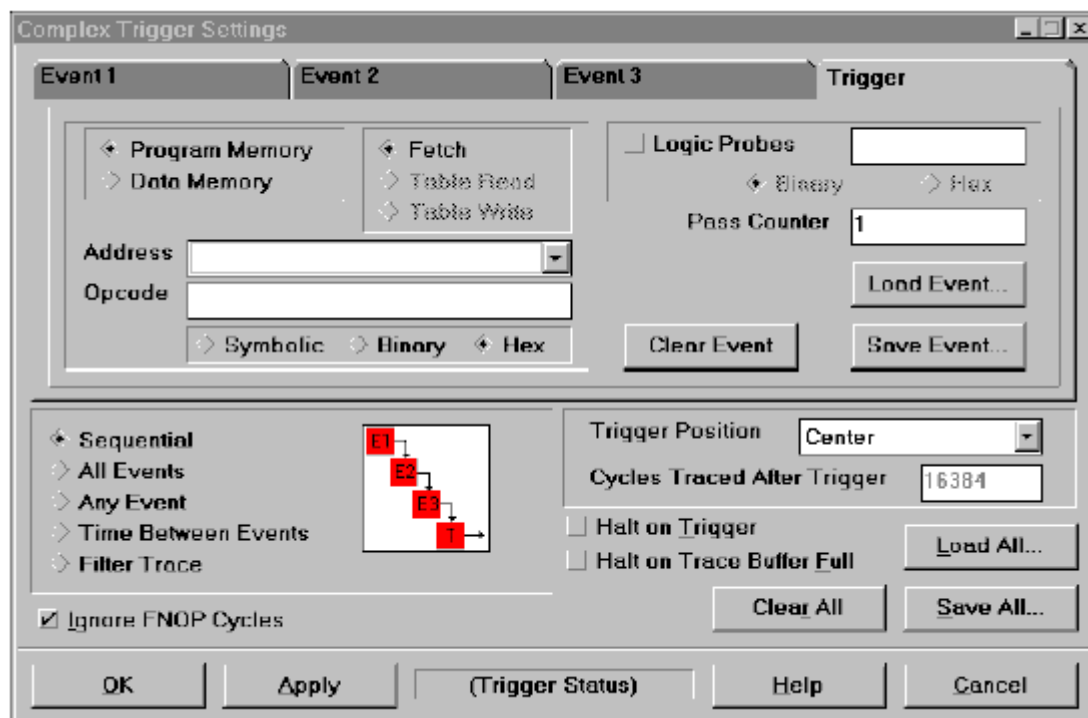 Complex Trigger Settings
Event 1 Event 2 Event 3 Trigger
Program Memory
Data Memory
Fetch
Table Read
Table Write
Address
Opcode
Symbolic Binary Hex
Logic Probes
Binary Hex
Pass Counter 1
Load Event...
Clear Event Save Event...
Sequential
All Events
Any Event
Time Between Events
Filter Trace
E1
E2
E3
T
Ignore FNOP Cycles
Trigger Position Center
Cycles Traced After Trigger 16384
Halt on Trigger
Halt on Trace Buffer Full
Load All...
Clear All Save All...
OK Apply (Trigger Status) Help Cancel